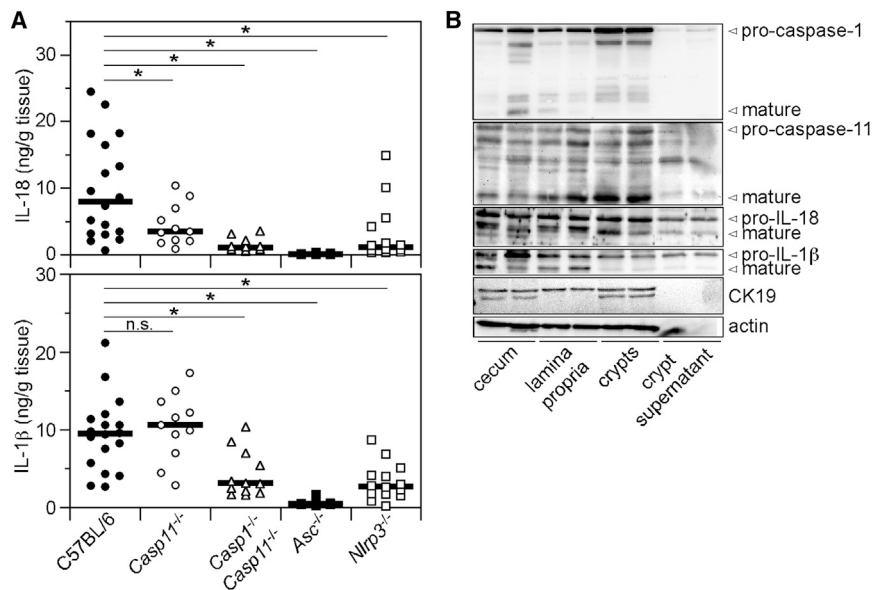 A
IL-18 (ng/g tissue)
30
20
10
0
*
*
*
*
IL-1β (ng/g tissue)
30
20
10
0
*
*
*
n.s.
C57BL/6
Casp11-/-
Casp1-/-
Casp11-/-
Asc-/-
Nlrp3-/-
B
pro-caspase-1
mature
pro-caspase-11
mature
pro-IL-18
mature
pro-IL-1β
mature
CK19
actin
cecum
lamina
propria
crypts
crypt
supernatant